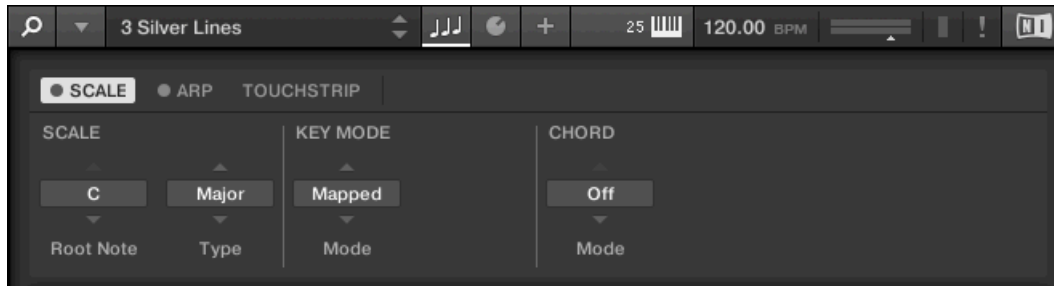 3 Silver Lines 25 120.00 BPM ! NI
SCALE ARP TOUCHSTRIP
SCALE KEY MODE CHORD
C Major Mapped Off
Root Note Type Mode Mode